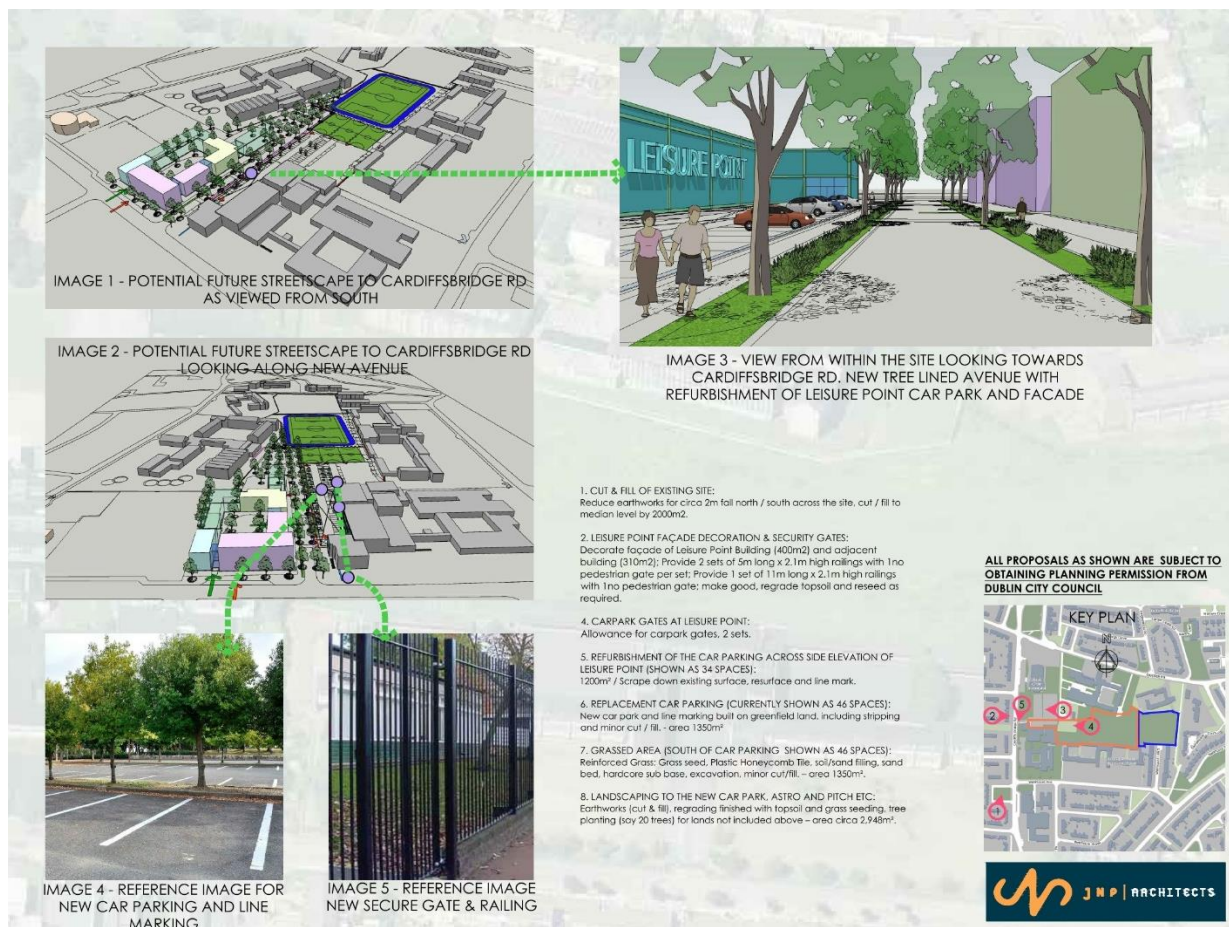 IMAGE 1 - POTENTIAL FUTURE STREETSCAPE TO CARDIFFSBRIDGE RD
AS VIEWED FROM SOUTH
IMAGE 2 - POTENTIAL FUTURE STREETSCAPE TO CARDIFFSBRIDGE RD
LOOKING ALONG NEW AVENUE
LEISURE POINT
IMAGE 3 - VIEW FROM WITHIN THE SITE LOOKING TOWARDS
CARDIFFSBRIDGE RD. NEW TREE LINED AVENUE WITH
REFURBISHMENT OF LEISURE POINT CAR PARK AND FACADE
IMAGE 4 - REFERENCE IMAGE FOR
NEW CAR PARKING AND LINE
MARKING
IMAGE 5 - REFERENCE IMAGE
NEW SECURE GATE & RAILING
1. CUT & FILL OF EXISTING SITE:
Reduce earthworks for circa 2m fall north / south across the site, cut / fill to
median level by 2000m2.
2. LEISURE POINT FAÇADE DECORATION & SECURITY GATES:
Decorate façade of Leisure Point Building (400m2) and adjacent
building (310m2); Provide 2 sets of 5m long x 2.1m high railings with 1no
pedestrian gate per set; Provide 1 set of 11m long x 2.1m high railings
with 1no pedestrian gate; make good, regrade topsoil and reseed as
required.
4. CARPARK GATES AT LEISURE POINT:
Allowance for carpark gates, 2 sets.
5. REFURBISHMENT OF THE CAR PARKING ACROSS SIDE ELEVATION OF
LEISURE POINT (SHOWN AS 34 SPACES):
1200m² / Scrape down existing surface, resurface and line mark.
6. REPLACEMENT CAR PARKING (CURRENTLY SHOWN AS 46 SPACES):
New car park and line marking built on greenfield land, including stripping
and minor cut / fill. - area 1350m²
7. GRASSED AREA (SOUTH OF CAR PARKING SHOWN AS 46 SPACES):
Reinforced Grass: Grass seed, Plastic Honeycomb Tile, soil/sand filling, sand
bed, hardcore sub base, excavation, minor cut/fill. – area 1350m².
8. LANDSCAPING TO THE NEW CAR PARK, ASTRO AND PITCH ETC:
Earthworks (cut & fill), regrading finished with topsoil and grass seeding, tree
planting (say 20 trees) for lands not included above – area circa 2,948m².
ALL PROPOSALS AS SHOWN ARE SUBJECT TO
OBTAINING PLANNING PERMISSION FROM
DUBLIN CITY COUNCIL
KEY PLAN
N
5
2
3
4
1
JNP | ARCHITECTS